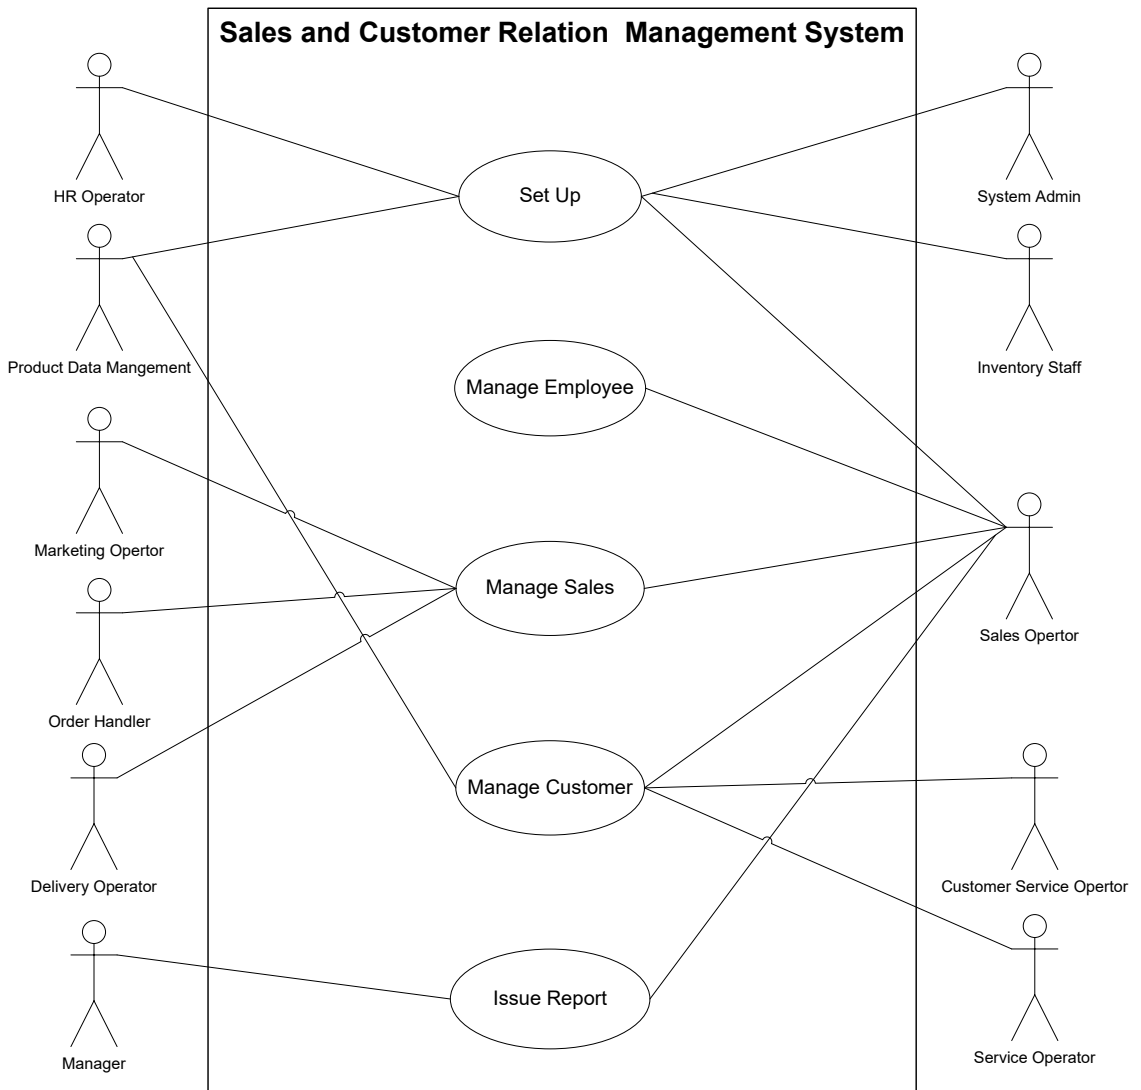 Sales and Customer Relation  Management System
HR Operator
System Admin
Set Up
Product Data Mangement
Inventory Staff
Manage Employee
Marketing Opertor
Manage Sales
Sales Opertor
Order Handler
Manage Customer
Delivery Operator
Customer Service Opertor
Issue Report
Manager
Service Operator